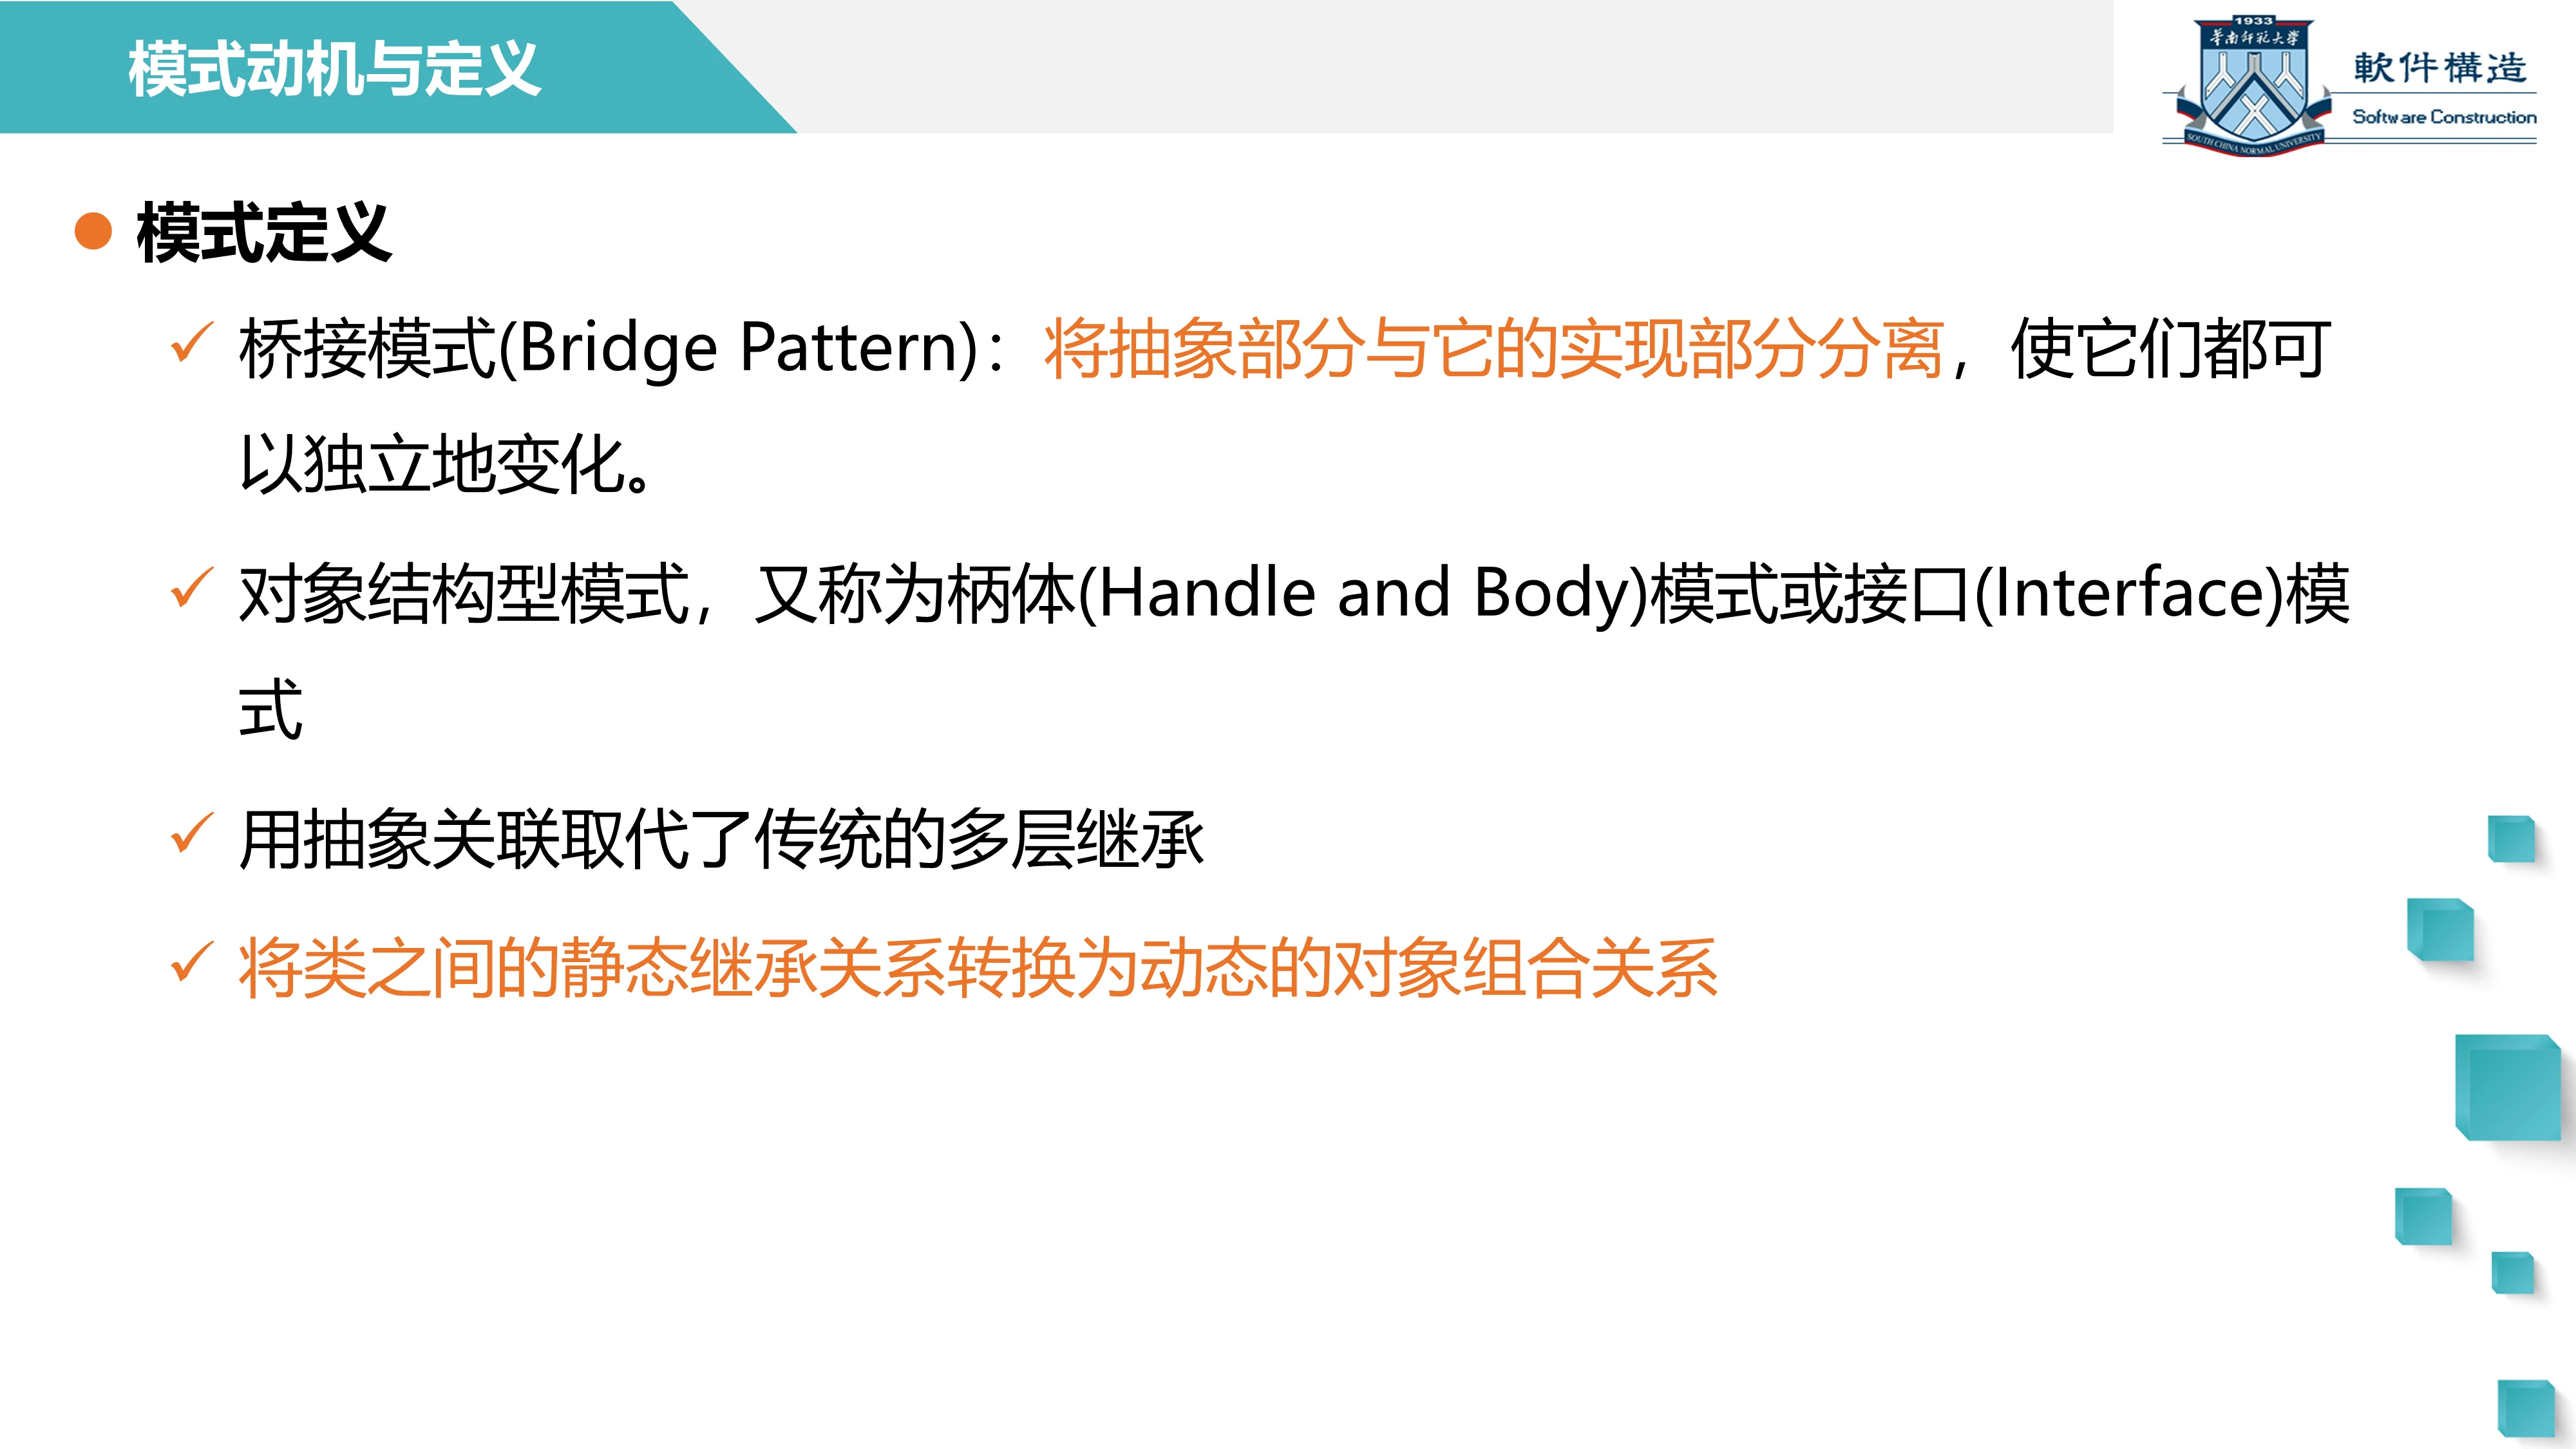 模式动机与定义
1933
华南师范大学
軟件構造
Software Construction
SOUTH CHINA NORMAL UNIVERSITY
模式定义
桥接模式(Bridge Pattern)：将抽象部分与它的实现部分分离，使它们都可
以独立地变化。
对象结构型模式，又称为柄体(Handle and Body)模式或接口(Interface)模
式
用抽象关联取代了传统的多层继承
将类之间的静态继承关系转换为动态的对象组合关系